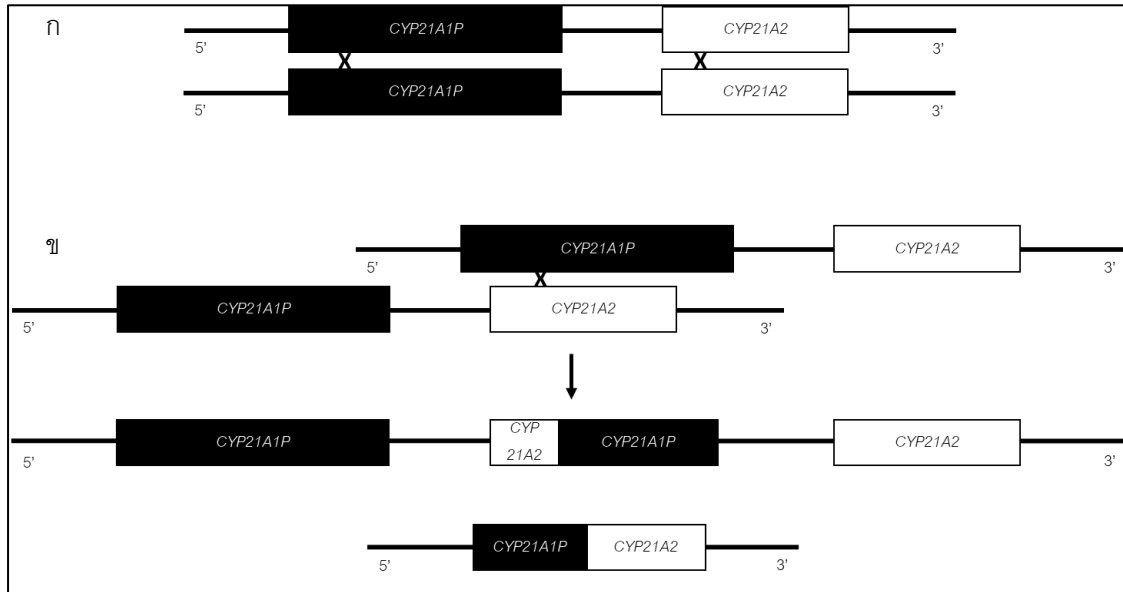 ก
CYP21A1P CYP21A2
5' 3'
X X
CYP21A1P CYP21A2
5' 3'
ข
CYP21A1P CYP21A2
5' 3'
X
CYP21A1P CYP21A2
5' 3'
CYP21A1P CYP 21A2 CYP21A1P CYP21A2
5' 3'
CYP21A1P CYP21A2
5' 3'